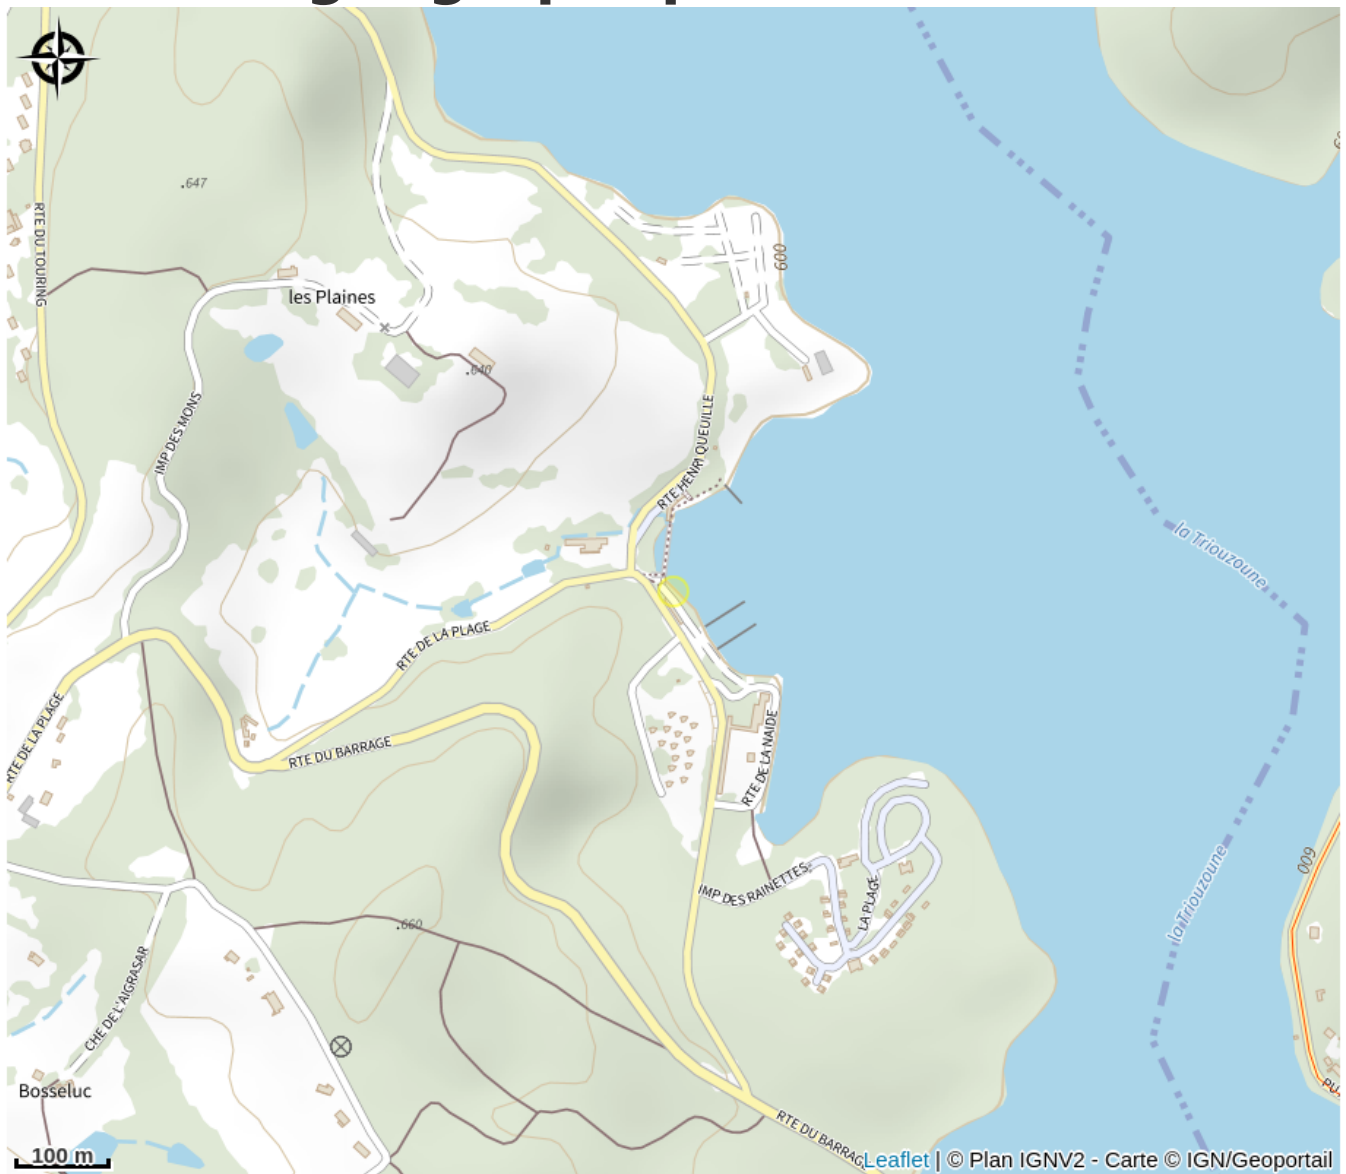 .647
RTE DU TOURING
les Plaines
600
.640
IMP DES MONS
RTE HENRI QUEUILLE
la Triouzoune
RTE DE LA PLAGE
RTE DE LA PLAGE
RTE DU BARRAGE
RTE DE LA NAIDE
600
la Triouzoune
IMP DES RAINETTES
LA PLAGE
.660
CHE DE L'AIGRASAR
Bosseluc
RTE DU BARRAG
100 m
Leaflet | © Plan IGNV2 - Carte © IGN/Geoportail